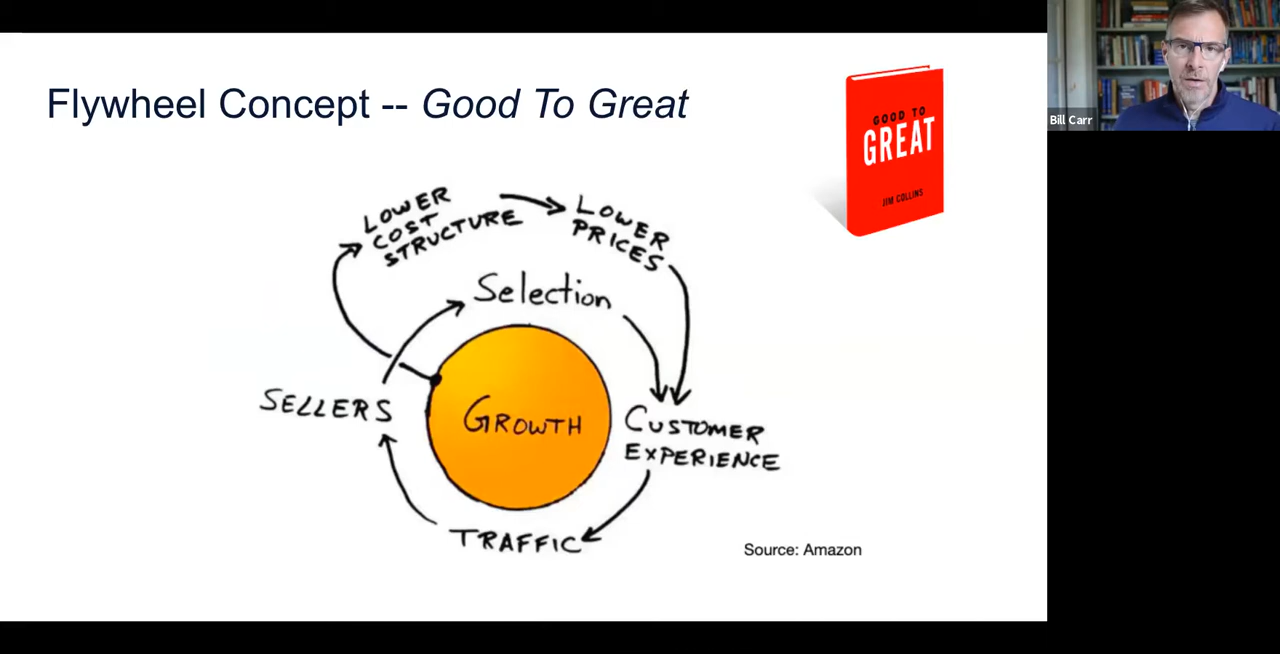 Flywheel Concept -- Good To Great
GOOD TO
GREAT
JIM COLLINS
Bill Carr
LOWER
COST
STRUCTURE
LOWER
PRICES
Selection
SELLERS
GROWTH
CUSTOMER
EXPERIENCE
TRAFFIC
Source: Amazon